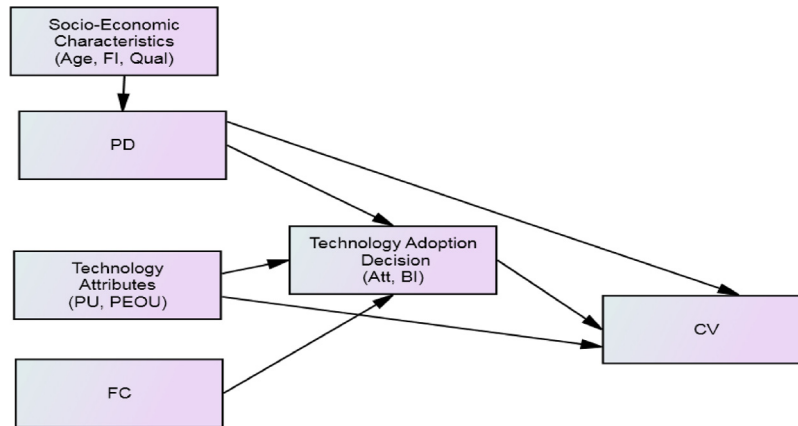 Socio-Economic
Characteristics
(Age, FI, Qual)
PD
Technology Adoption
Decision
(Att, BI)
Technology
Attributes
(PU, PEOU)
CV
FC